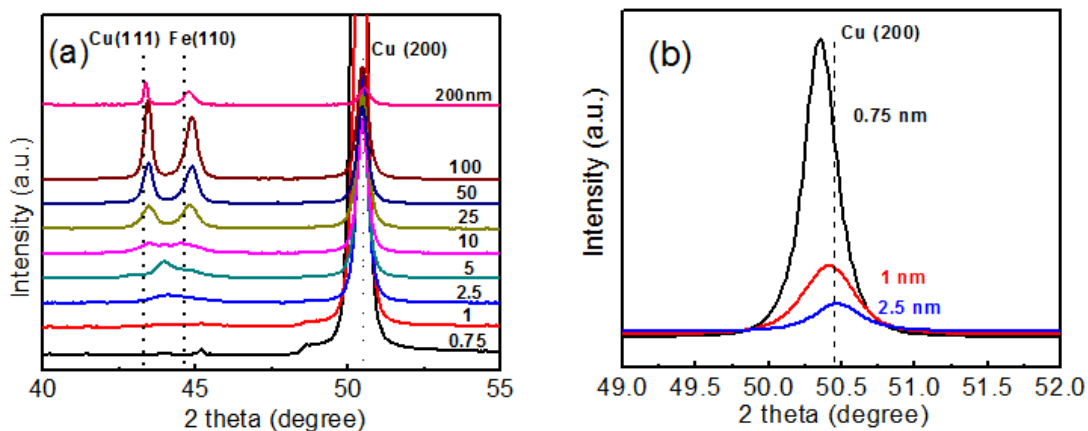 (a)
Cu(111) Fe(110)
Cu (200)
200nm
100
50
25
10
5
2.5
1
0.75
Intensity (a.u.)
40 45 50 55
2 theta (degree)
(b)
Cu (200)
0.75 nm
1 nm
2.5 nm
Intensity (a.u.)
49.0 49.5 50.0 50.5 51.0 51.5 52.0
2 theta (degree)